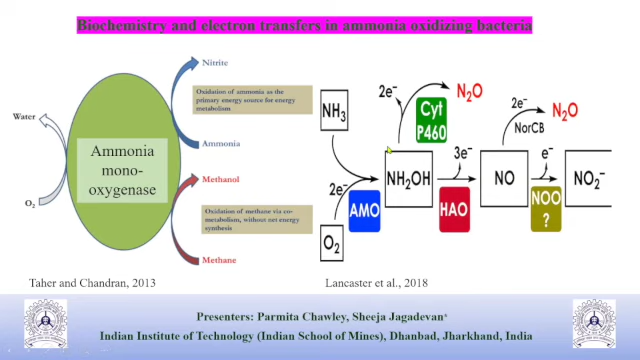 Biochemistry and electron transfers in ammonia oxidizing bacteria
Nitrite
Oxidation of ammonia as the
primary energy source for energy
metabolism
Water
Ammonia
Ammonia
mono-
oxygenase
Methanol
O₂
Oxidation of methane via co-
metabolism, without net energy
synthesis
Methane
2e⁻
N₂O
2e⁻
N₂O
NH₃
Cyt
P460
NorCB
2e⁻
NH₂OH
3e⁻
NO
e⁻
NO₂⁻
AMO
HAO
NOO
?
O₂
Taher and Chandran, 2013
Lancaster et al., 2018
Presenters: Parmita Chawley, Sheeja Jagadevan*
Indian Institute of Technology (Indian School of Mines), Dhanbad, Jharkhand, India